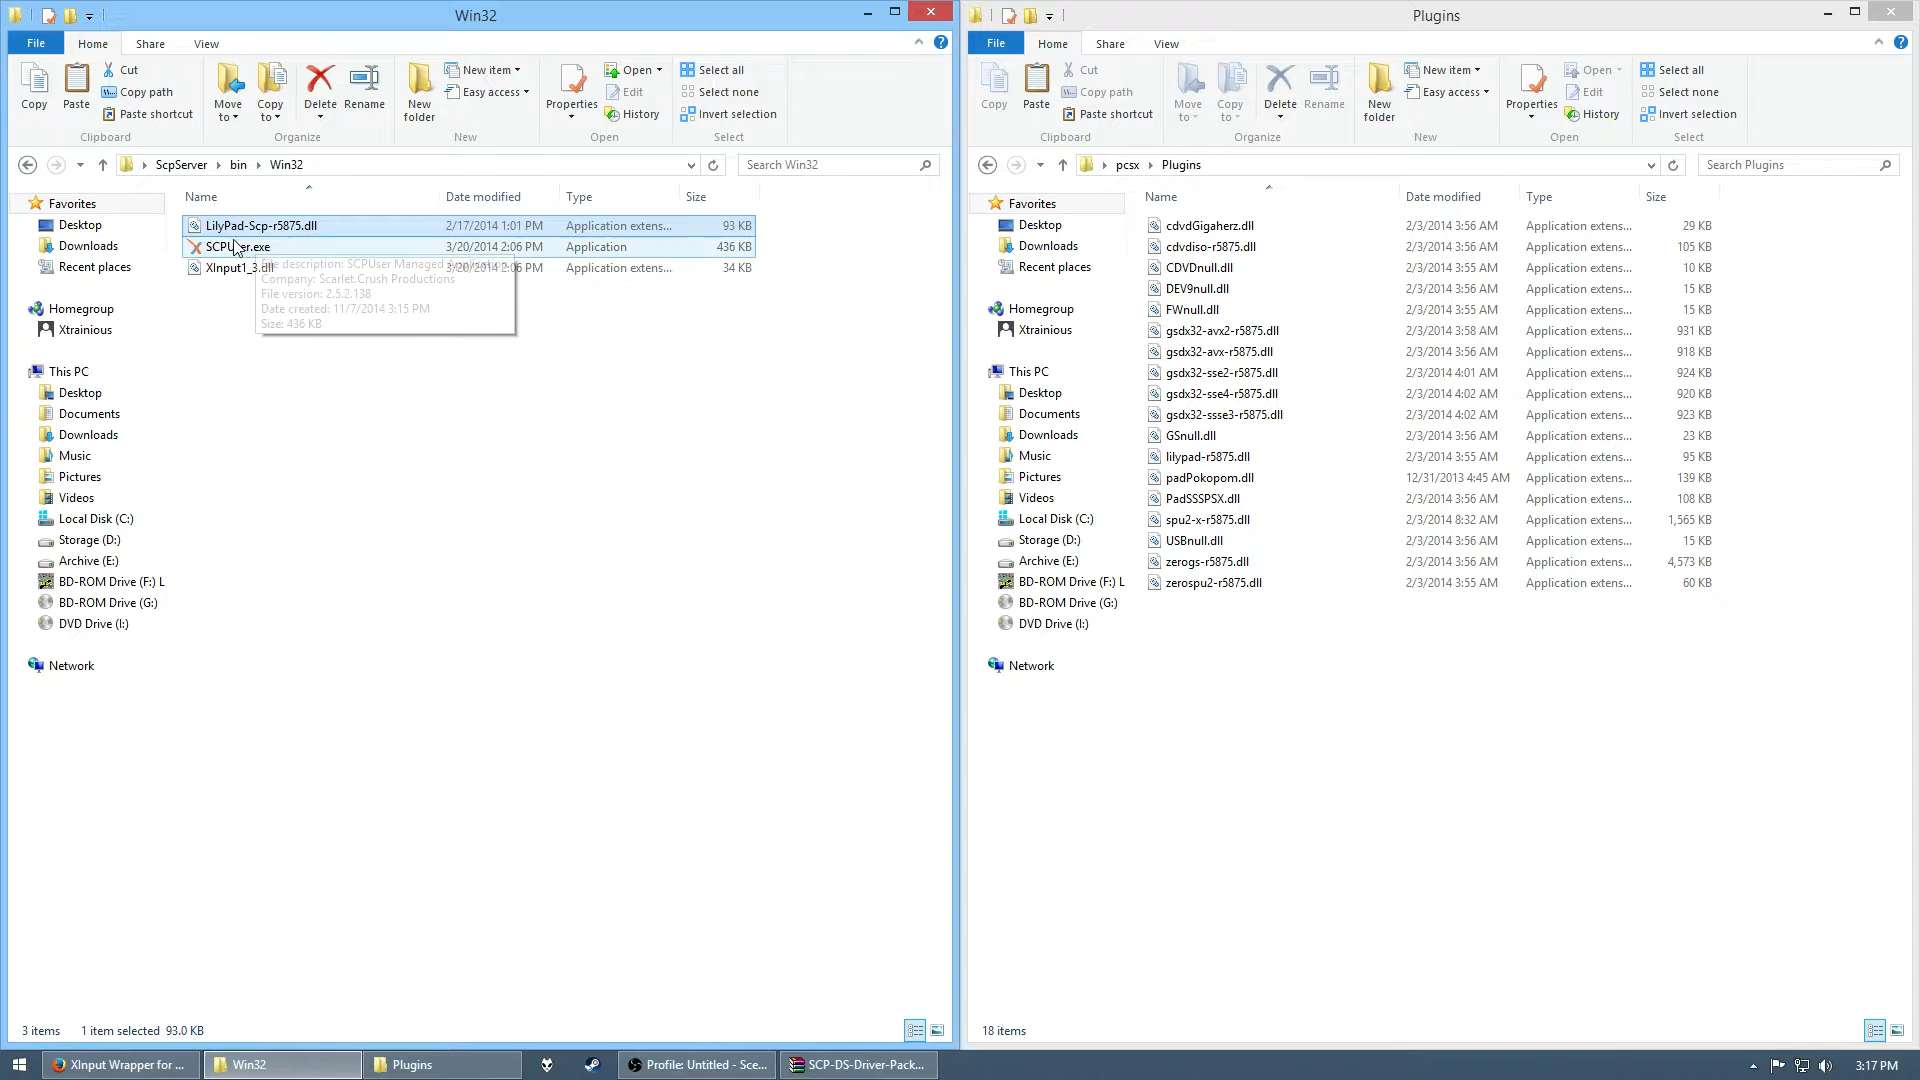 Win32
File Home Share View
Copy
Paste
Cut
Copy path
Paste shortcut
Clipboard
Move to
Copy to
Delete
Rename
Organize
New folder
New item
Easy access
New
Properties
Open
Edit
History
Open
Select all
Select none
Invert selection
Select
ScpServer bin Win32
Search Win32
Name Date modified Type Size
LilyPad-Scp-r5875.dll 2/17/2014 1:01 PM Application extens... 93 KB
SCPUser.exe 3/20/2014 2:06 PM Application 436 KB
XInput1_3.dll 3/20/2014 2:06 PM Application extens... 34 KB
File description: SCPUser Managed Application
Company: Scarlet.Crush Productions
File version: 2.5.2.138
Date created: 11/7/2014 3:15 PM
Size: 436 KB
Favorites
Desktop
Downloads
Recent places
Homegroup
Xtrainious
This PC
Desktop
Documents
Downloads
Music
Pictures
Videos
Local Disk (C:)
Storage (D:)
Archive (E:)
BD-ROM Drive (F:) L
BD-ROM Drive (G:)
DVD Drive (I:)
Network
3 items 1 item selected 93.0 KB
Plugins
File Home Share View
Copy
Paste
Cut
Copy path
Paste shortcut
Clipboard
Move to
Copy to
Delete
Rename
Organize
New folder
New item
Easy access
New
Properties
Open
Edit
History
Open
Select all
Select none
Invert selection
Select
pcsx Plugins
Search Plugins
Favorites
Desktop
Downloads
Recent places
Homegroup
Xtrainious
This PC
Desktop
Documents
Downloads
Music
Pictures
Videos
Local Disk (C:)
Storage (D:)
Archive (E:)
BD-ROM Drive (F:) L
BD-ROM Drive (G:)
DVD Drive (I:)
Network
Name Date modified Type Size
cdvdGigaherz.dll 2/3/2014 3:56 AM Application extens... 29 KB
cdvdiso-r5875.dll 2/3/2014 3:56 AM Application extens... 105 KB
CDVDnull.dll 2/3/2014 3:55 AM Application extens... 10 KB
DEV9null.dll 2/3/2014 3:56 AM Application extens... 15 KB
FWnull.dll 2/3/2014 3:55 AM Application extens... 15 KB
gsdx32-avx2-r5875.dll 2/3/2014 3:58 AM Application extens... 931 KB
gsdx32-avx-r5875.dll 2/3/2014 3:56 AM Application extens... 918 KB
gsdx32-sse2-r5875.dll 2/3/2014 4:01 AM Application extens... 924 KB
gsdx32-sse4-r5875.dll 2/3/2014 4:02 AM Application extens... 920 KB
gsdx32-ssse3-r5875.dll 2/3/2014 4:02 AM Application extens... 923 KB
GSnull.dll 2/3/2014 3:56 AM Application extens... 23 KB
lilypad-r5875.dll 2/3/2014 3:55 AM Application extens... 95 KB
padPokopom.dll 12/31/2013 4:45 AM Application extens... 139 KB
PadSSSPSX.dll 2/3/2014 3:56 AM Application extens... 108 KB
spu2-x-r5875.dll 2/3/2014 8:32 AM Application extens... 1,565 KB
USBnull.dll 2/3/2014 3:56 AM Application extens... 15 KB
zerogs-r5875.dll 2/3/2014 3:56 AM Application extens... 4,573 KB
zerospu2-r5875.dll 2/3/2014 3:55 AM Application extens... 60 KB
18 items
XInput Wrapper for ...
Win32
Plugins
Profile: Untitled - Sce...
SCP-DS-Driver-Pack...
3:17 PM